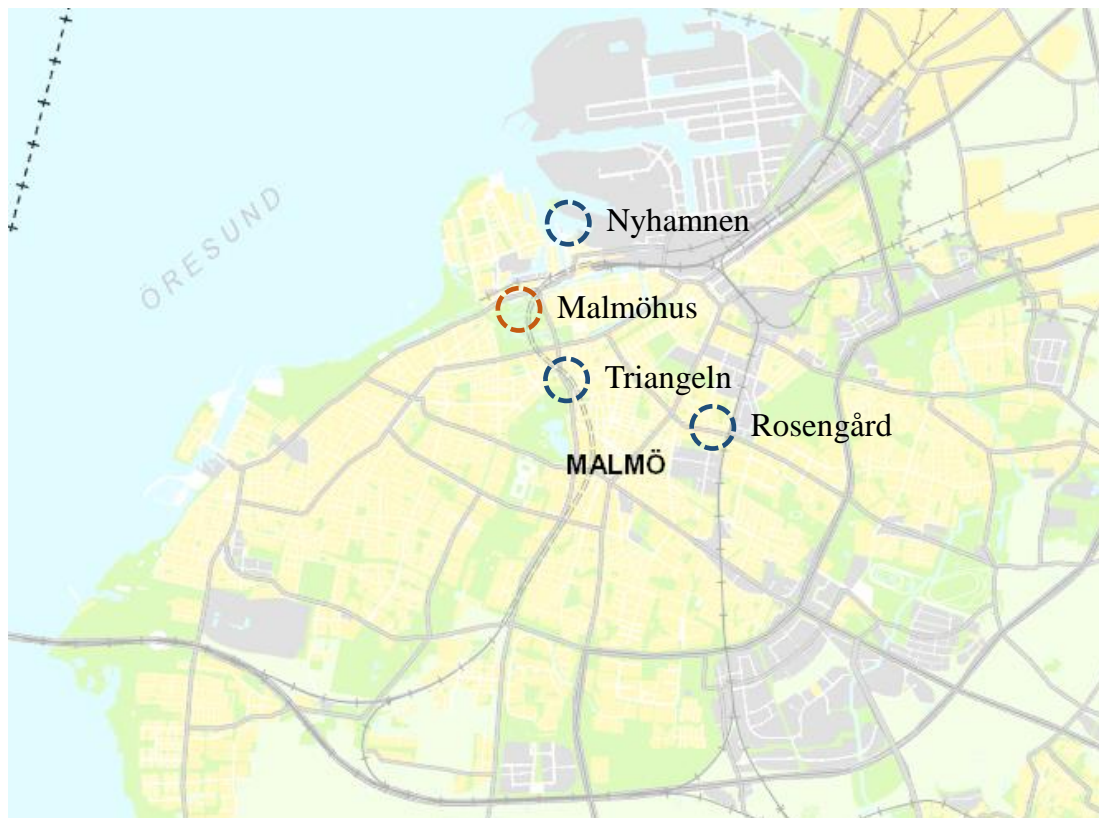 Nyhamnen
ÖRESUND
Malmöhus
Triangeln
Rosengård
MALMÖ